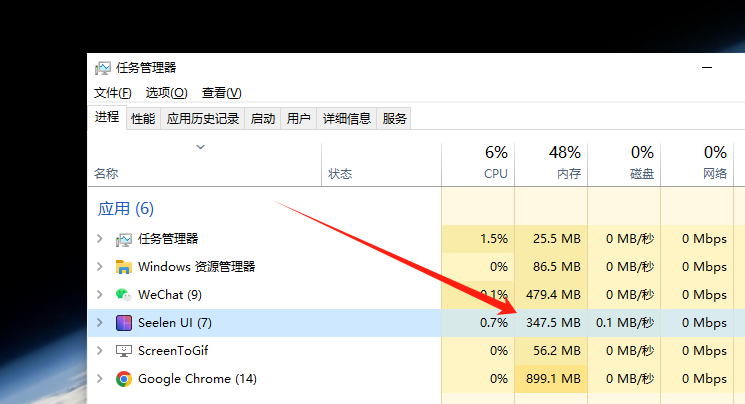 任务管理器
文件(F) 选项(O) 查看(V)
进程 性能 应用历史记录 启动 用户 详细信息 服务
6% 48% 0% 0%
名称 状态 CPU 内存 磁盘 网络
应用 (6)
任务管理器 1.5% 25.5 MB 0 MB/秒 0 Mbps
Windows 资源管理器 0% 86.5 MB 0 MB/秒 0 Mbps
WeChat (9) 0.1% 479.4 MB 0 MB/秒 0 Mbps
Seelen UI (7) 0.7% 347.5 MB 0.1 MB/秒 0 Mbps
ScreenToGif 0% 56.2 MB 0 MB/秒 0 Mbps
Google Chrome (14) 0% 899.1 MB 0 MB/秒 0 Mbps